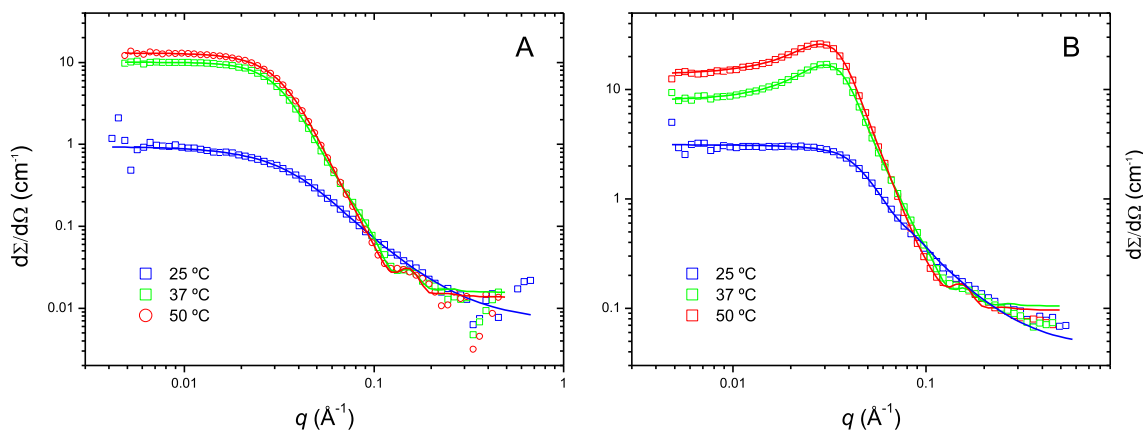 A
10
1
0.1
0.01
dΣ/dΩ (cm⁻¹)
25 ºC
37 ºC
50 ºC
0.01
0.1
1
q (Å⁻¹)
B
10
1
0.1
dΣ/dΩ (cm⁻¹)
25 ºC
37 ºC
50 ºC
0.01
0.1
q (Å⁻¹)